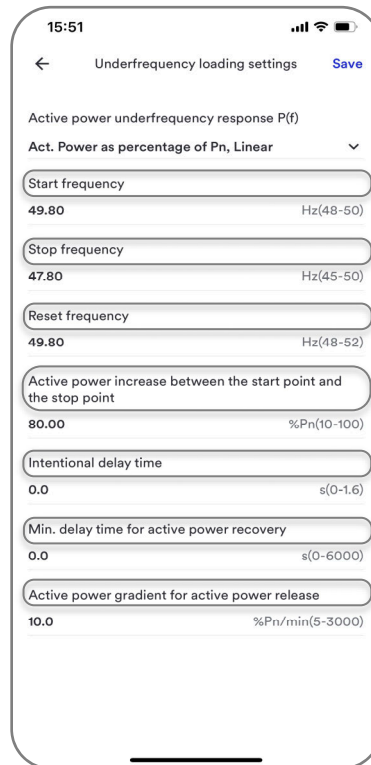 15:51
Underfrequency loading settings Save
Active power underfrequency response P(f)
Act. Power as percentage of Pn, Linear
Start frequency
49.80 Hz(48-50)
Stop frequency
47.80 Hz(45-50)
Reset frequency
49.80 Hz(48-52)
Active power increase between the start point and
the stop point
80.00 %Pn(10-100)
Intentional delay time
0.0 s(0-1.6)
Min. delay time for active power recovery
0.0 s(0-6000)
Active power gradient for active power release
10.0 %Pn/min(5-3000)